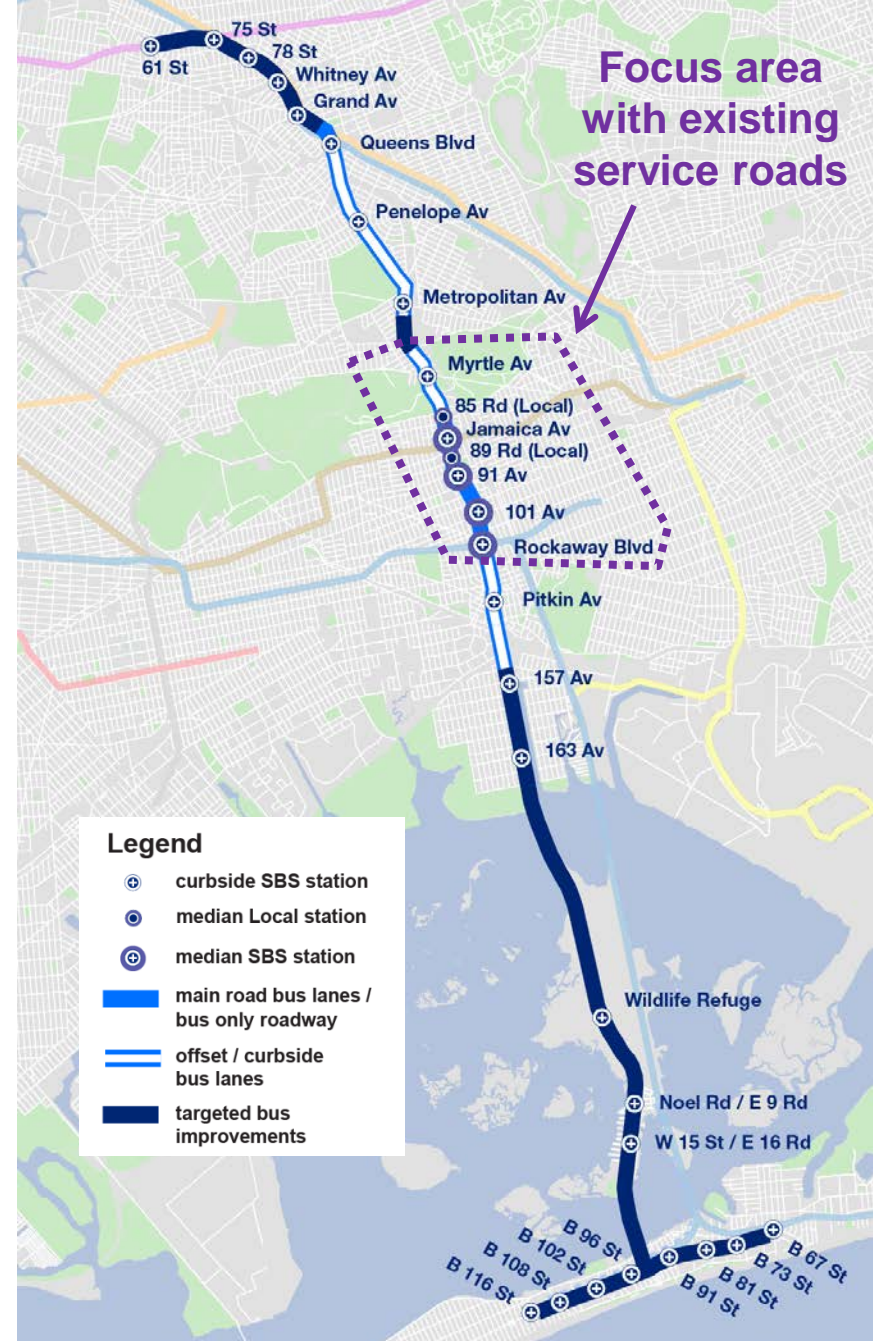 75 St
61 St
78 St
Whitney Av
Grand Av
Queens Blvd
Penelope Av
Metropolitan Av
Focus area
with existing
service roads
Myrtle Av
85 Rd (Local)
Jamaica Av
89 Rd (Local)
91 Av
101 Av
Rockaway Blvd
Pitkin Av
157 Av
163 Av
Legend
curbside SBS station
median Local station
median SBS station
main road bus lanes /
bus only roadway
offset / curbside
bus lanes
targeted bus
improvements
Wildlife Refuge
Noel Rd / E 9 Rd
W 15 St / E 16 Rd
B 116 St
B 108 St
B 102 St
B 96 St
B 91 St
B 81 St
B 73 St
B 67 St